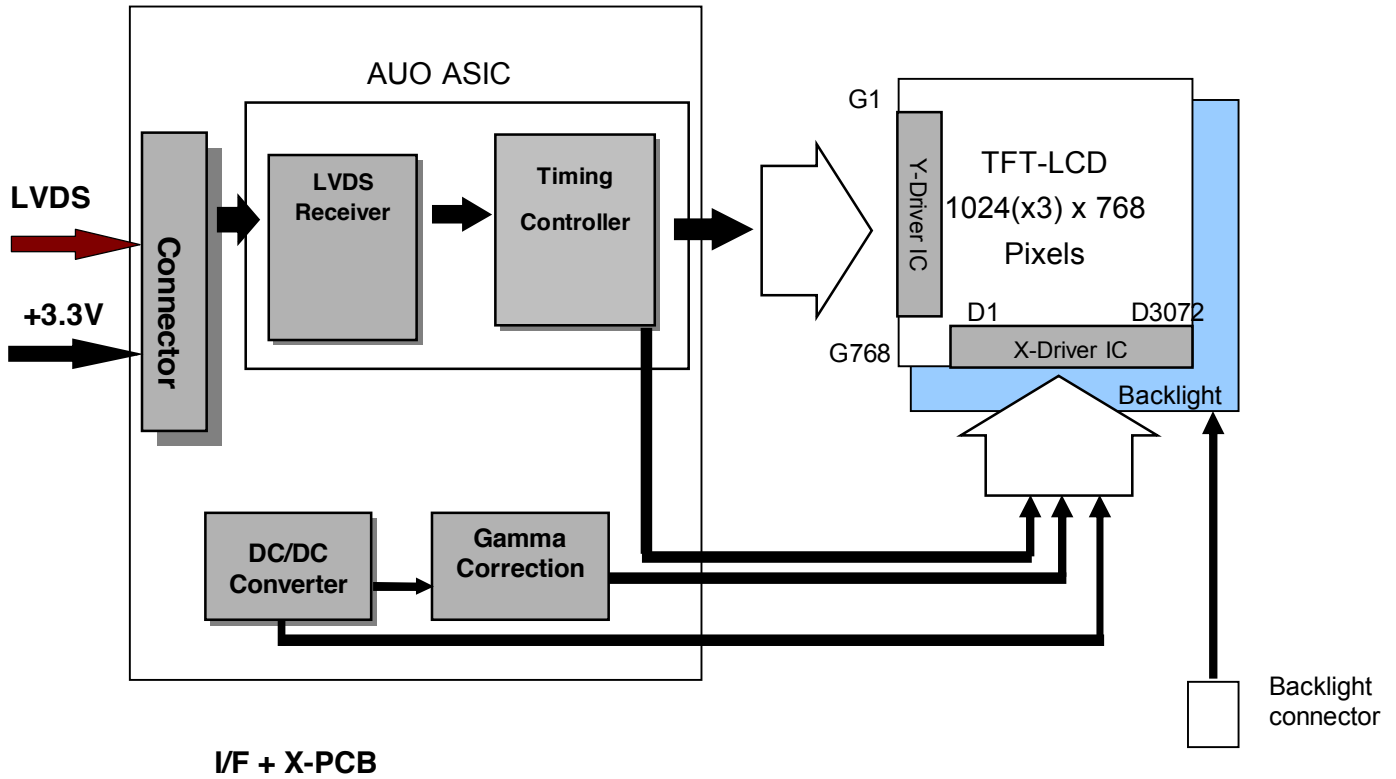 AUO ASIC
LVDS
+3.3V
Connector
LVDS
Receiver
Timing
Controller
DC/DC
Converter
Gamma
Correction
G1
G768
Y-Driver IC
TFT-LCD
1024(x3) x 768
Pixels
D1
D3072
X-Driver IC
Backlight
Backlight
connector
I/F + X-PCB